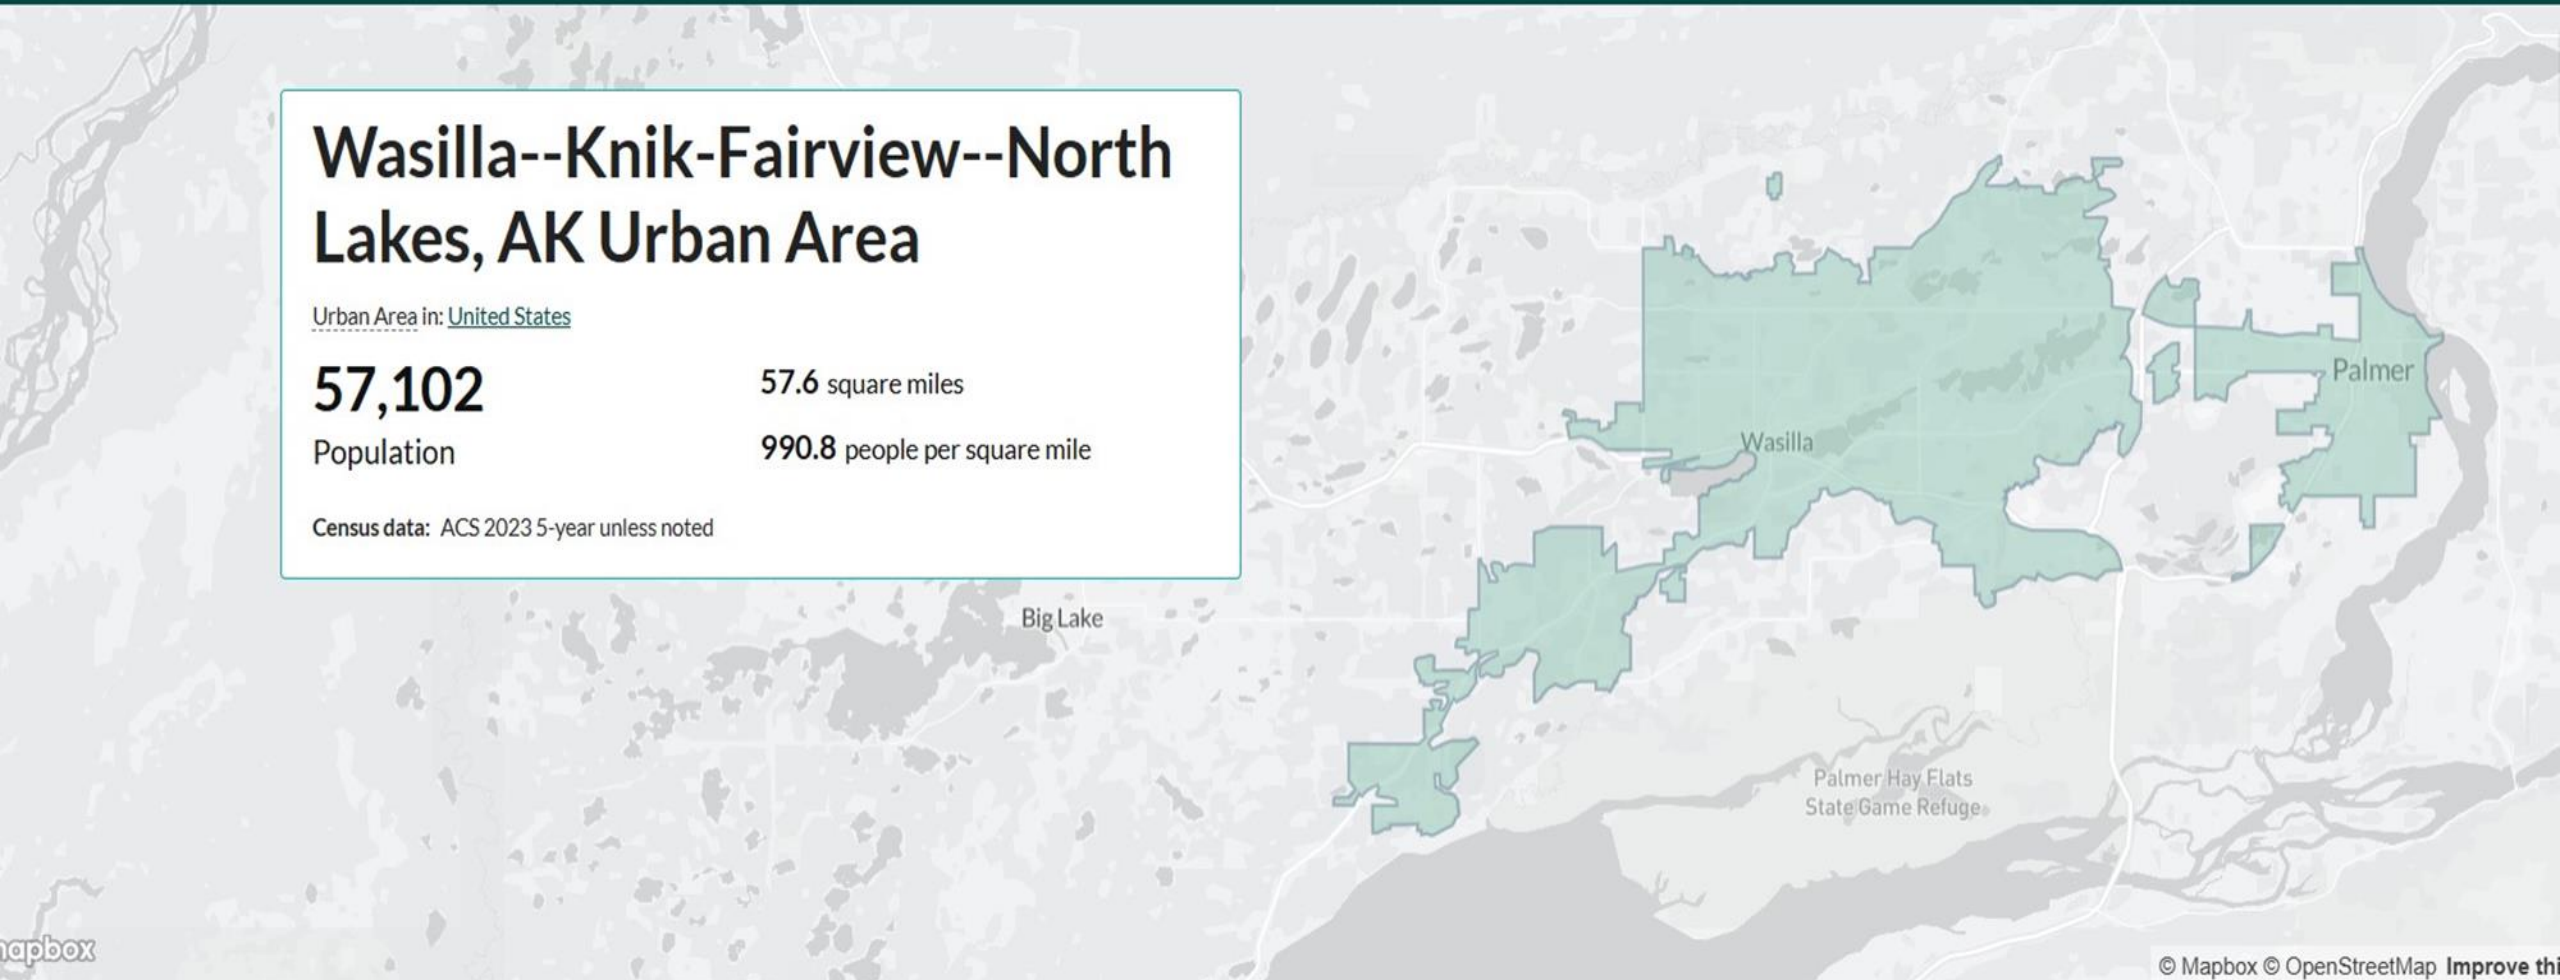 Wasilla--Knik-Fairview--North
Lakes, AK Urban Area
Urban Area in: United States
57,102
Population
57.6 square miles
990.8 people per square mile
Census data: ACS 2023 5-year unless noted
Wasilla
Palmer
Big Lake
Palmer Hay Flats
State Game Refuge
© Mapbox © OpenStreetMap Improve